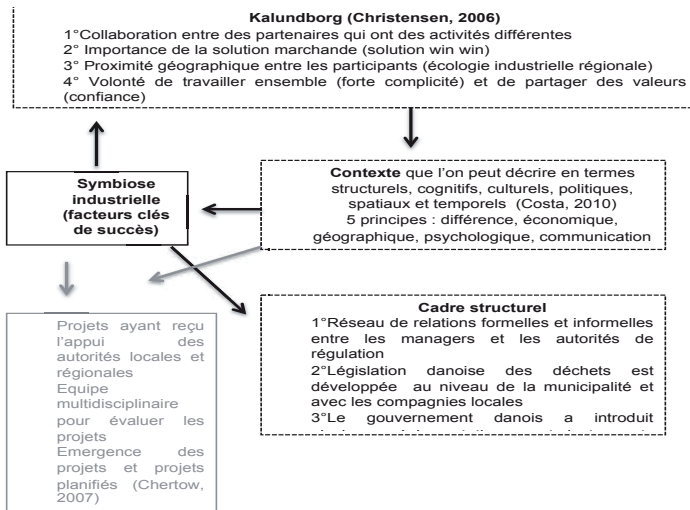 Kalundborg (Christensen, 2006)
1°Collaboration entre des partenaires qui ont des activités différentes
2° Importance de la solution marchande (solution win win)
3° Proximité géographique entre les participants (écologie industrielle régionale)
4° Volonté de travailler ensemble (forte complicité) et de partager des valeurs
(confiance)
Symbiose
industrielle
(facteurs clés
de succès)
Contexte que l'on peut décrire en termes
structurels, cognitifs, culturels, politiques,
spatiaux et temporels (Costa, 2010)
5 principes : différence, économique,
géographique, psychologique, communication
Projets ayant reçu
l'appui des
autorités locales et
régionales
Equipe
multidisciplinaire
pour évaluer les
projets
Emergence des
projets et projets
planifiés (Chertow,
2007)
Cadre structurel
1°Réseau de relations formelles et informelles
entre les managers et les autorités de
régulation
2°Législation danoise des déchets est
développée au niveau de la municipalité et
avec les compagnies locales
3°Le gouvernement danois a introduit